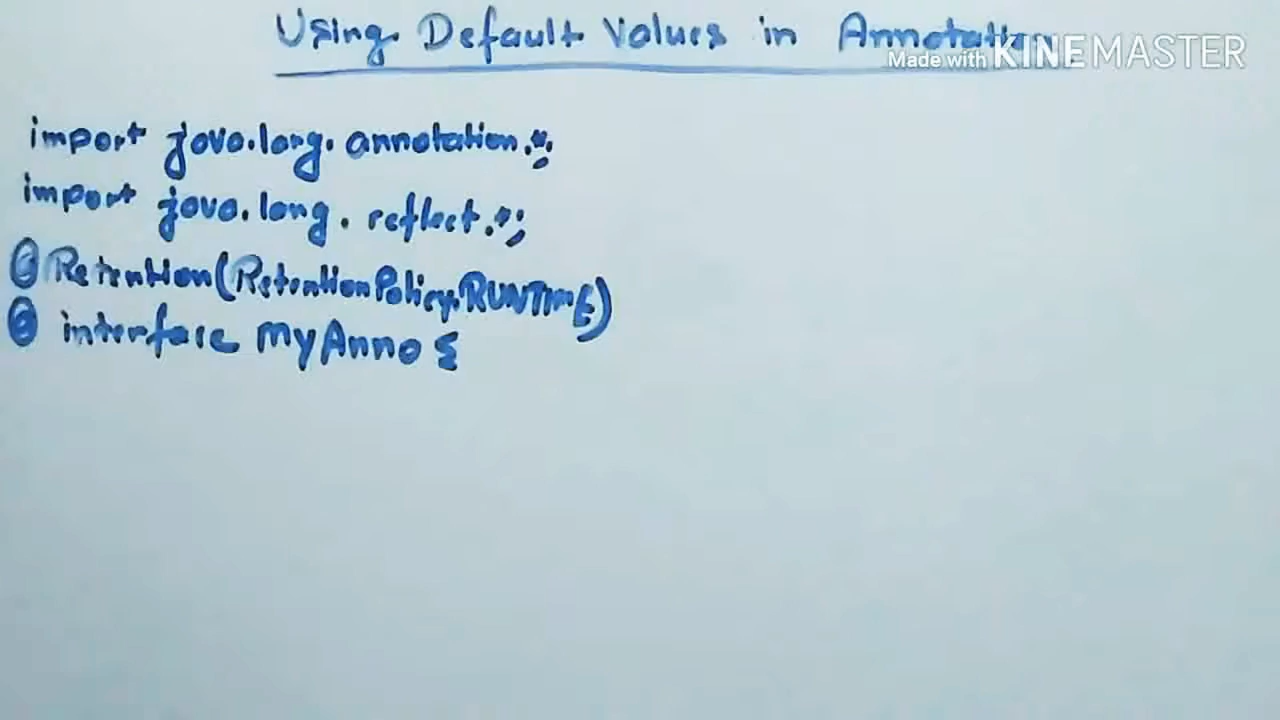 Using Default Values in Annotation
Made with KINEMASTER
import java.lang.annotation.*;
import java.lang.reflect.*;
@Retention(RetentionPolicy.RUNTIME)
@ interface MyAnno {